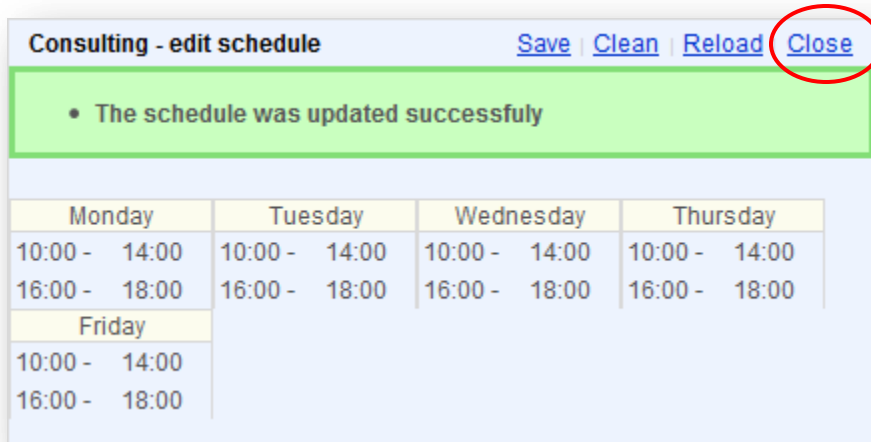 Consulting - edit schedule Save | Clean | Reload Close
• The schedule was updated successfuly
Monday Tuesday Wednesday Thursday
10:00 - 14:00 10:00 - 14:00 10:00 - 14:00 10:00 - 14:00
16:00 - 18:00 16:00 - 18:00 16:00 - 18:00 16:00 - 18:00
Friday
10:00 - 14:00
16:00 - 18:00